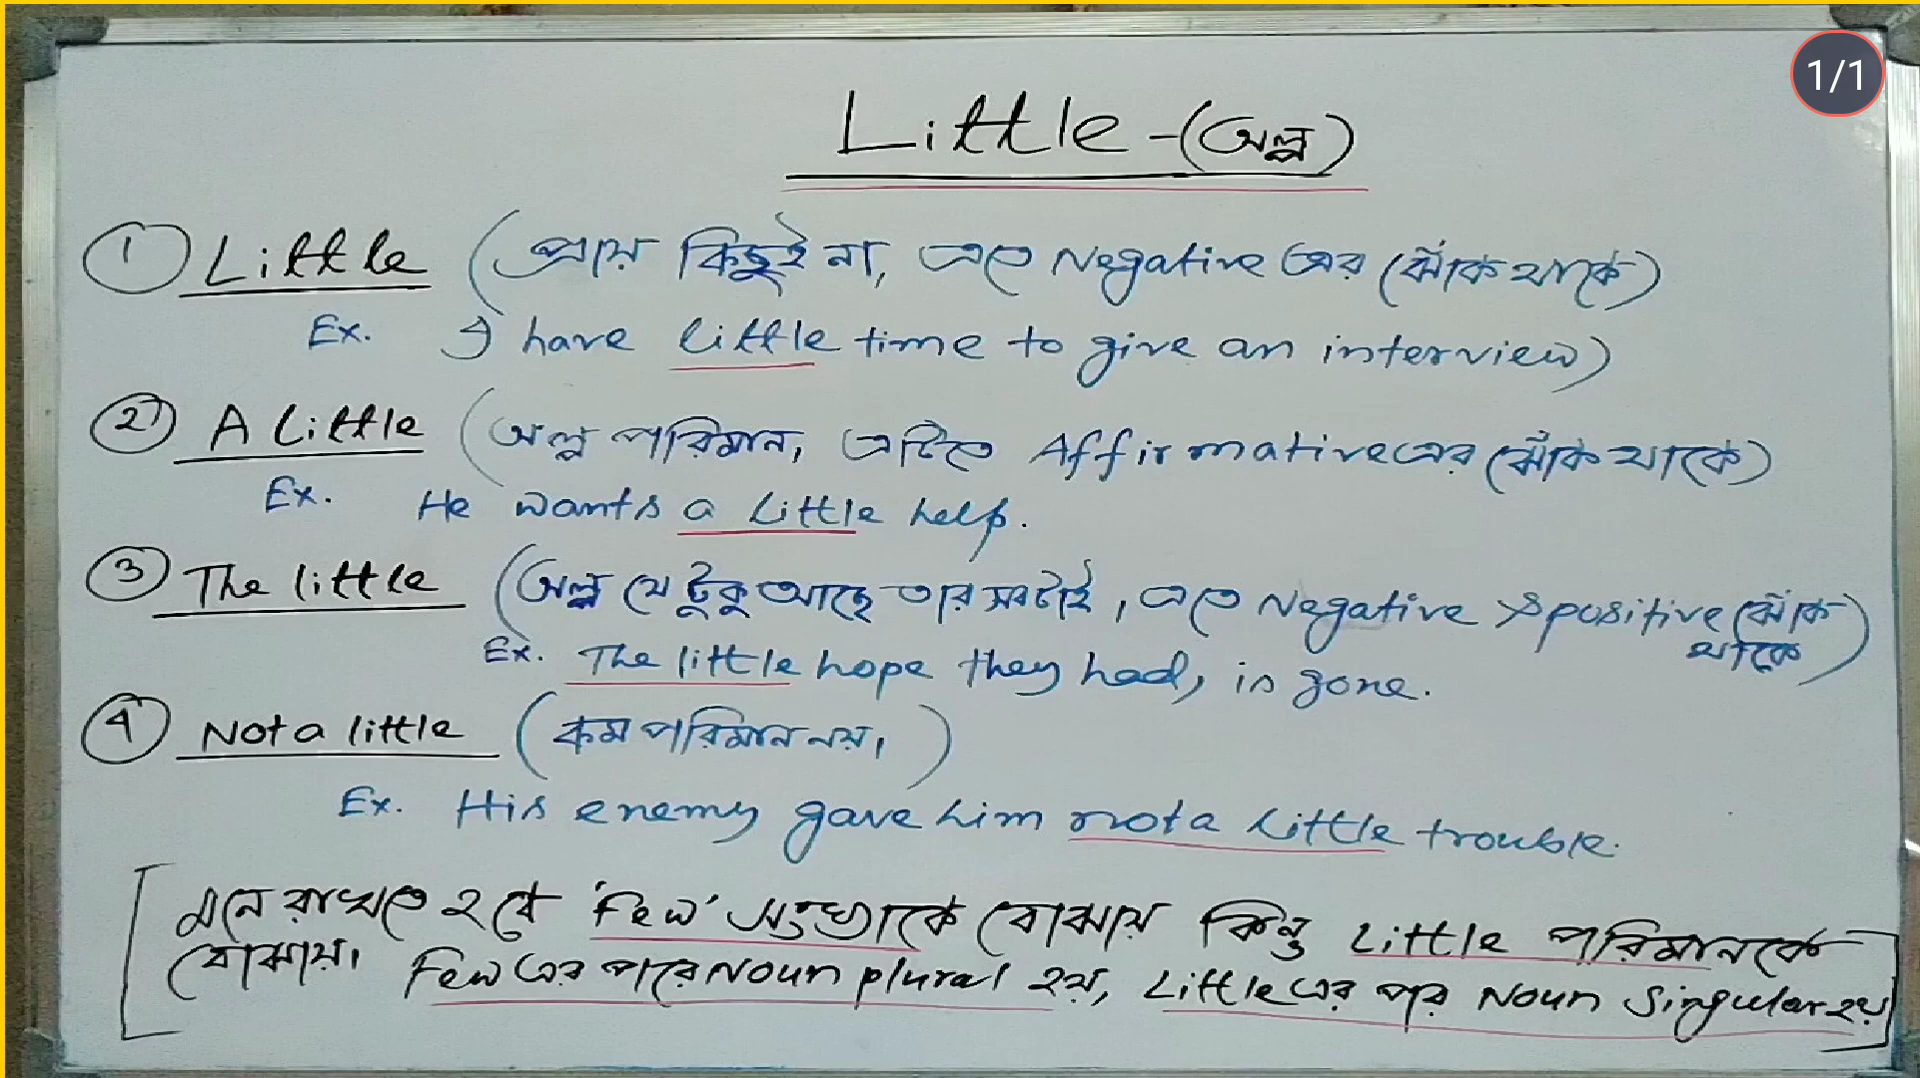 1/1
Little-(অল্প)
① Little (প্রায় কিছুই না, এতে Negative এর ঝোঁক থাকে)
Ex. I have little time to give an interview)
② A Little (অল্প পরিমান, এটিতে Affirmative এর ঝোঁক থাকে)
Ex. He wants a little help.
③ The little (অল্প যে টুকু আছে তার সবটাই, এতে Negative ও positive ঝোঁক থাকে)
Ex. The little hope they had, is gone.
④ Not a little (কম পরিমান নয়।)
Ex. His enemy gave him not a little trouble.
[মনে রাখতে হবে 'Few' সংখ্যাকে বোঝায় কিন্তু Little পরিমানকে
বোঝায়। Few এর পরে Noun plural হয়, Little এর পর Noun Singular হয়]